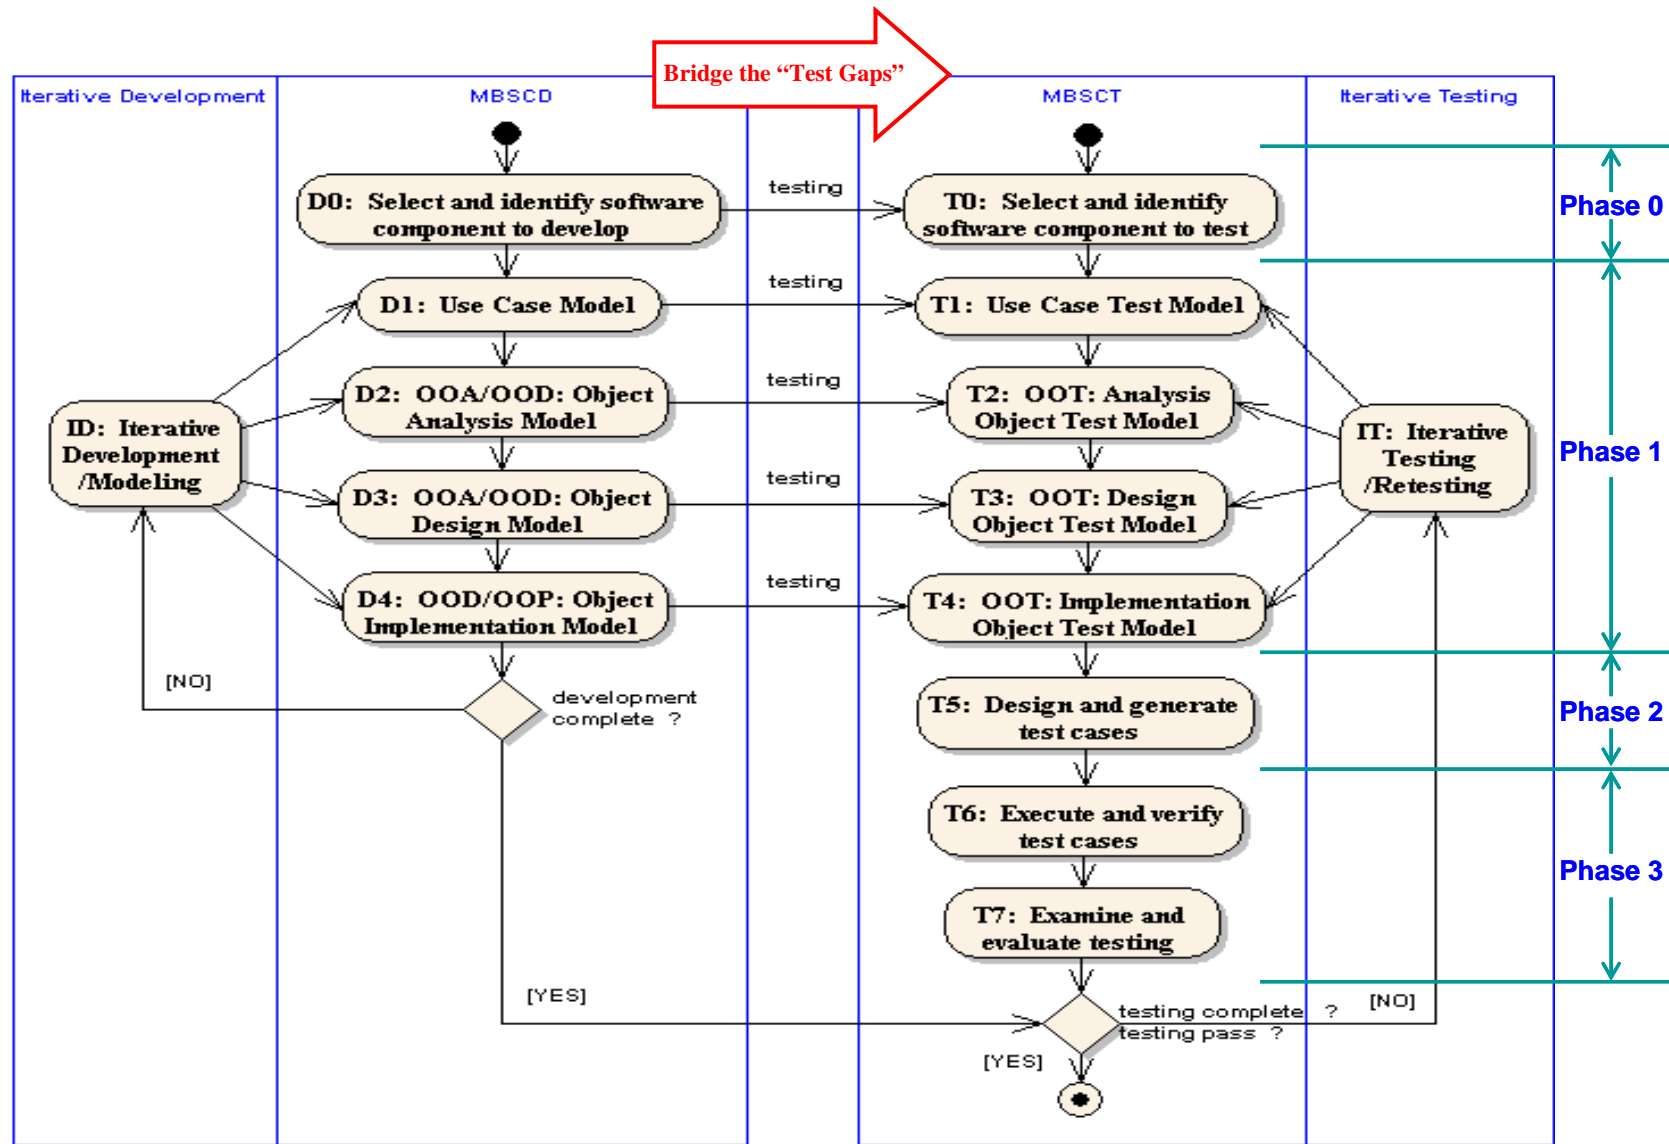 Bridge the “Test Gaps”
Iterative Development
MBSCD
MBSCT
Iterative Testing
D0: Select and identify software
component to develop
testing
T0: Select and identify
software component to test
Phase 0
D1: Use Case Model
testing
T1: Use Case Test Model
D2: OOA/OOD: Object
Analysis Model
testing
T2: OOT: Analysis
Object Test Model
ID: Iterative
Development
/Modeling
IT: Iterative
Testing
/Retesting
Phase 1
D3: OOA/OOD: Object
Design Model
testing
T3: OOT: Design
Object Test Model
D4: OOD/OOP: Object
Implementation Model
testing
T4: OOT: Implementation
Object Test Model
[NO]
development
complete ?
T5: Design and generate
test cases
Phase 2
T6: Execute and verify
test cases
Phase 3
T7: Examine and
evaluate testing
[YES]
testing complete ?
testing pass ?
[NO]
[YES]